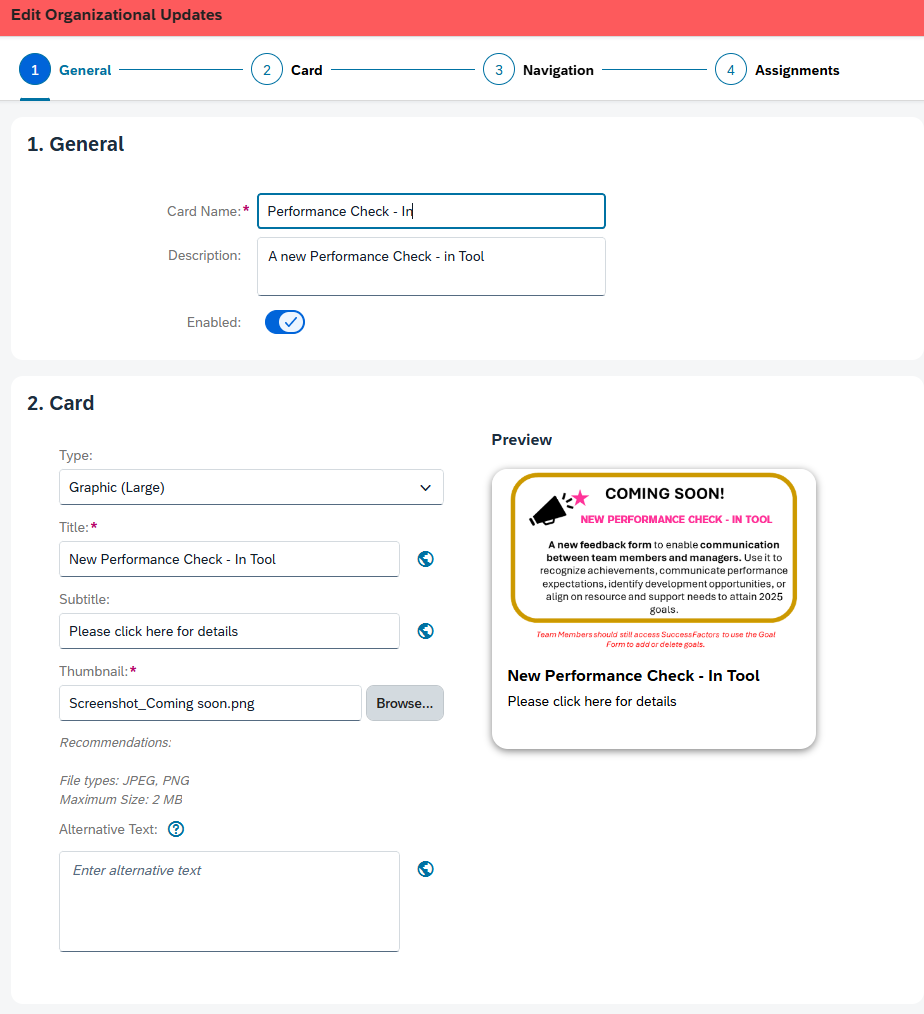 Edit Organizational Updates
1 General
2 Card
3 Navigation
4 Assignments
1. General
Card Name:*
Performance Check - In
Description:
A new Performance Check - in Tool
Enabled:
2. Card
Type:
Graphic (Large)
Title:*
New Performance Check - In Tool
Subtitle:
Please click here for details
Thumbnail:*
Screenshot_Coming soon.png
Browse...
Recommendations:
File types: JPEG, PNG
Maximum Size: 2 MB
Alternative Text: ?
Enter alternative text
Preview
COMING SOON!
NEW PERFORMANCE CHECK - IN TOOL
A new feedback form to enable communication
between team members and managers. Use it to
recognize achievements, communicate performance
expectations, identify development opportunities, or
align on resource and support needs to attain 2025
goals.
Team Members should still access SuccessFactors to use the Goal
Form to add or delete goals.
New Performance Check - In Tool
Please click here for details